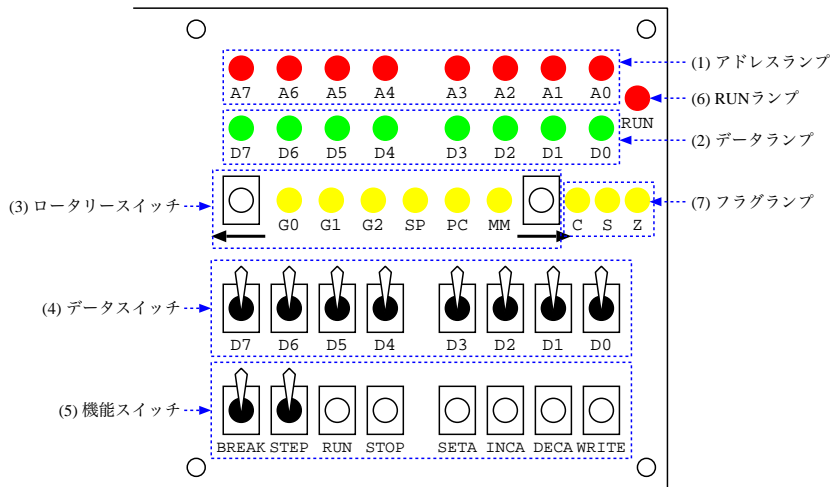 (1) アドレスランプ
A7 A6 A5 A4 A3 A2 A1 A0
(6) RUNランプ
RUN
(2) データランプ
D7 D6 D5 D4 D3 D2 D1 D0
(3) ロータリースイッチ
(7) フラグランプ
G0 G1 G2 SP PC MM C S Z
(4) データスイッチ
D7 D6 D5 D4 D3 D2 D1 D0
(5) 機能スイッチ
BREAK STEP RUN STOP SETA INCA DECA WRITE